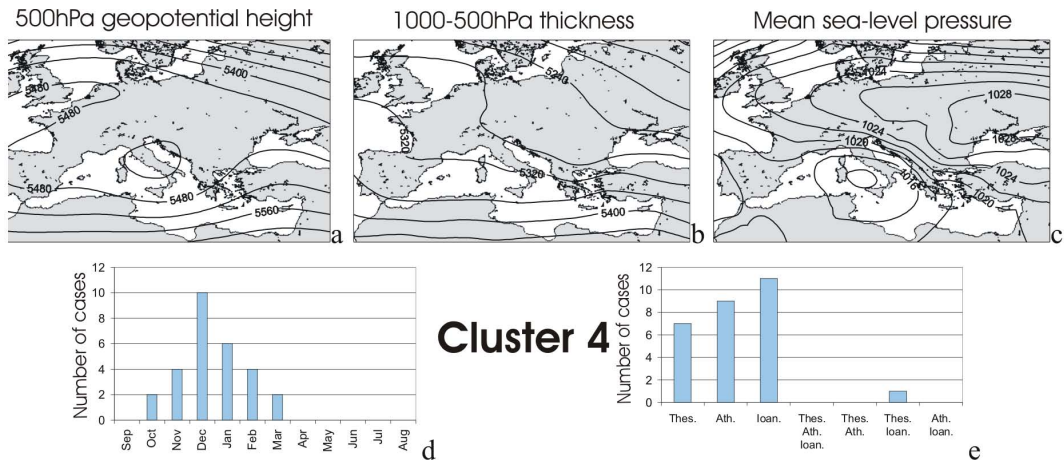 500hPa geopotential height
1000-500hPa thickness
Mean sea-level pressure
5400
5480
5480
5480
5480
5560
a
5240
5320
5320
5400
b
1024
1028
1024
1020
1028
1024
1020
c
12
10
8
6
4
2
0
Number of cases
Sep
Oct
Nov
Dec
Jan
Feb
Mar
Apr
May
Jun
Jul
Aug
d
Cluster 4
12
10
8
6
4
2
0
Number of cases
Thes.
Ath.
Ioan.
Thes.
Ath.
Ioan.
Thes.
Ath.
Thes.
Ioan.
Ath.
Ioan.
e